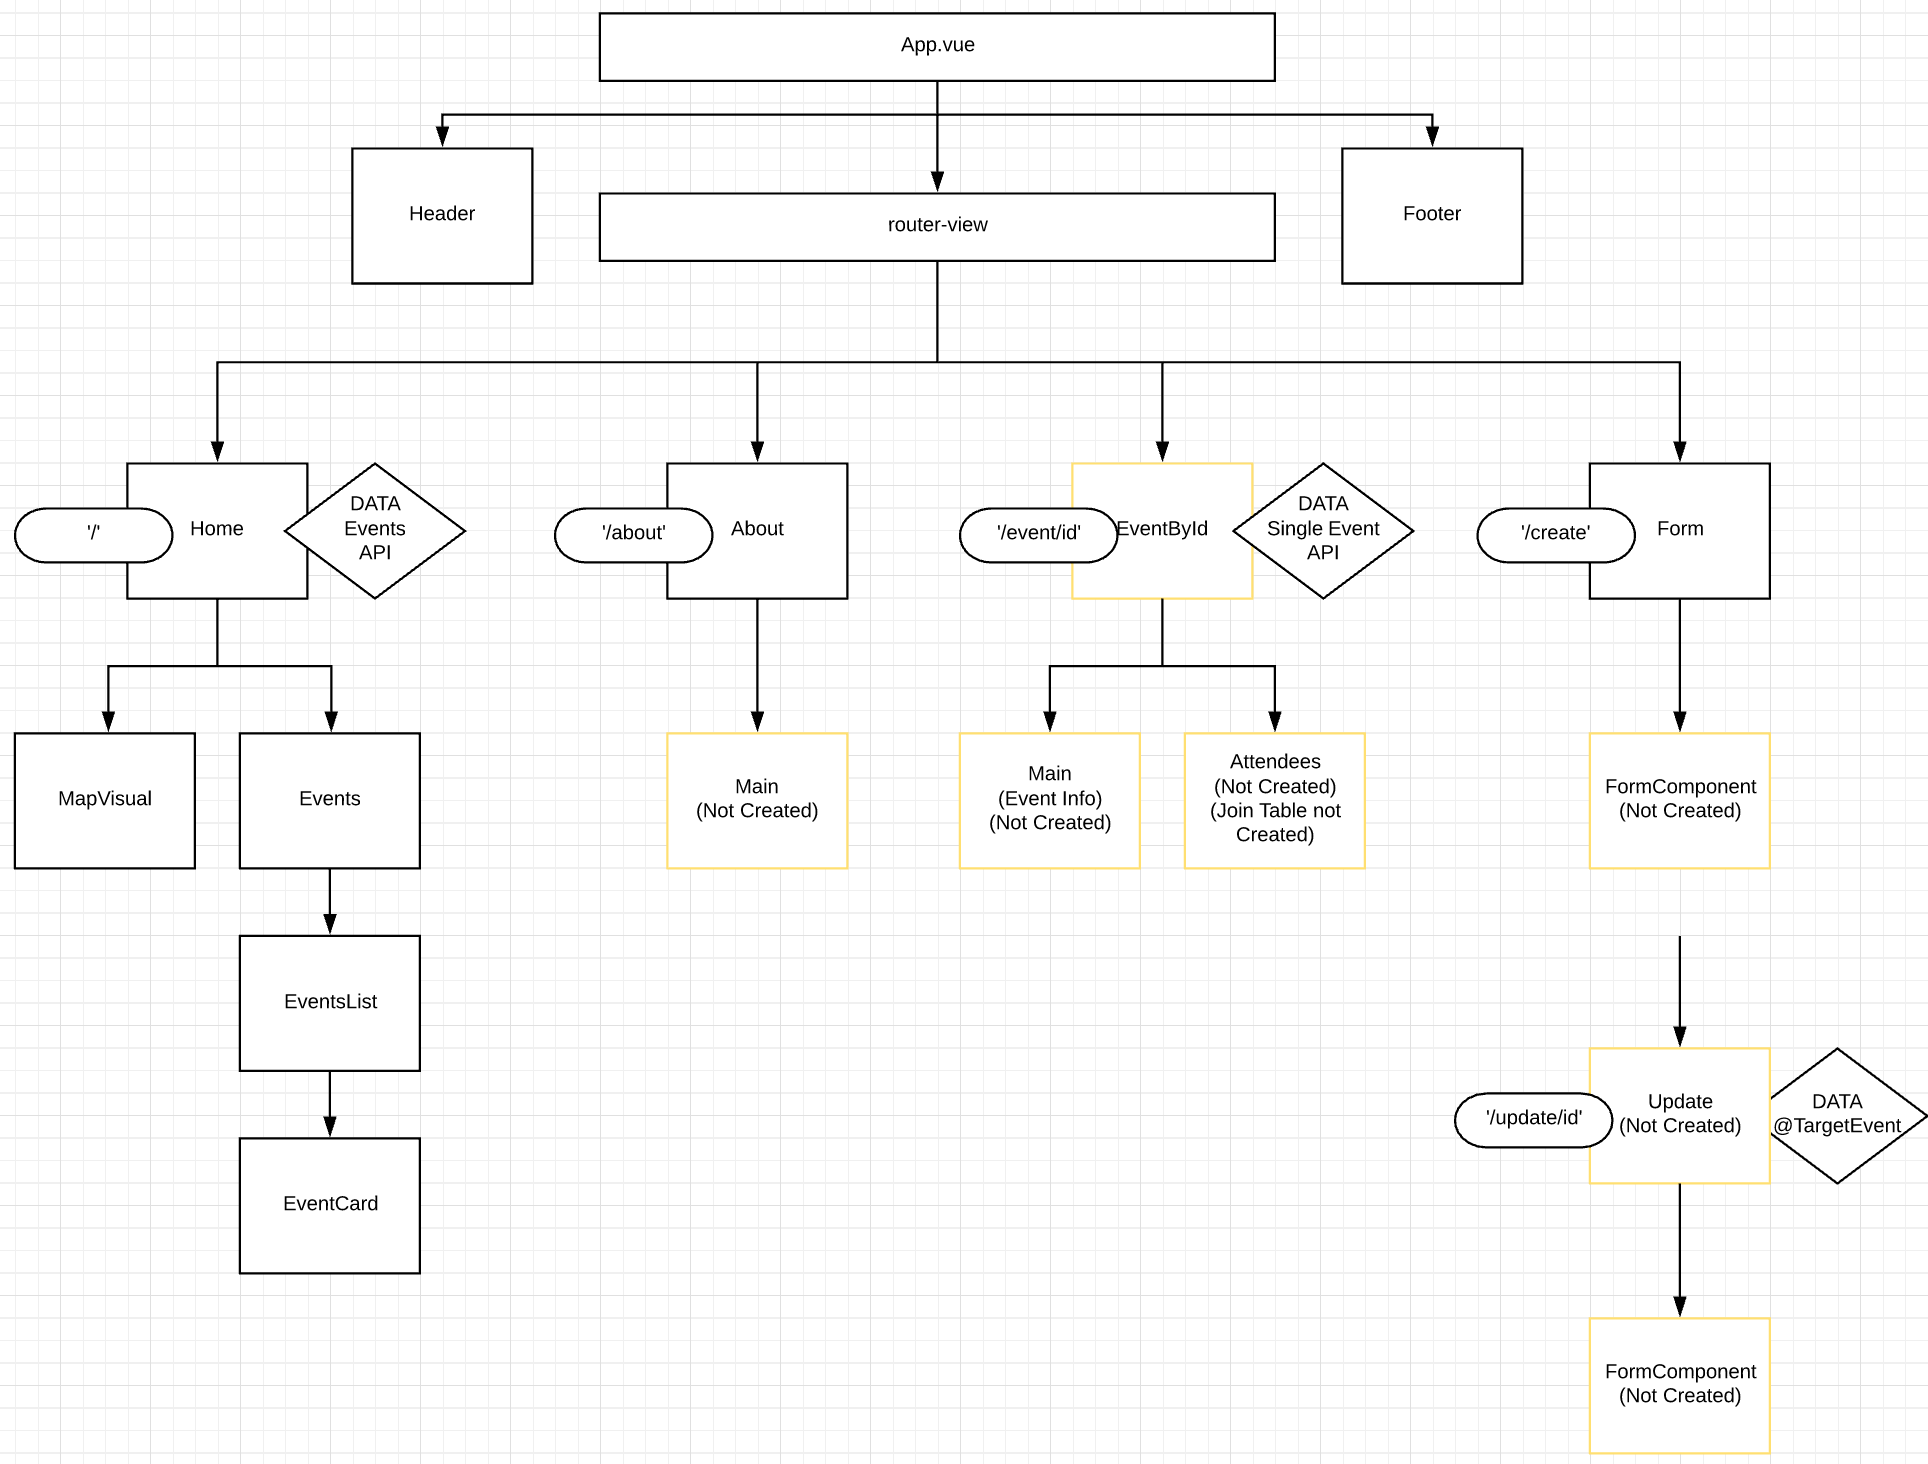 App.vue
Header
router-view
Footer
'/'
Home
DATA
Events
API
'/about'
About
'/event/id'
EventById
DATA
Single Event
API
'/create'
Form
MapVisual
Events
Main
(Not Created)
Main
(Event Info)
(Not Created)
Attendees
(Not Created)
(Join Table not
Created)
FormComponent
(Not Created)
EventsList
'/update/id'
Update
(Not Created)
DATA
@TargetEvent
EventCard
FormComponent
(Not Created)